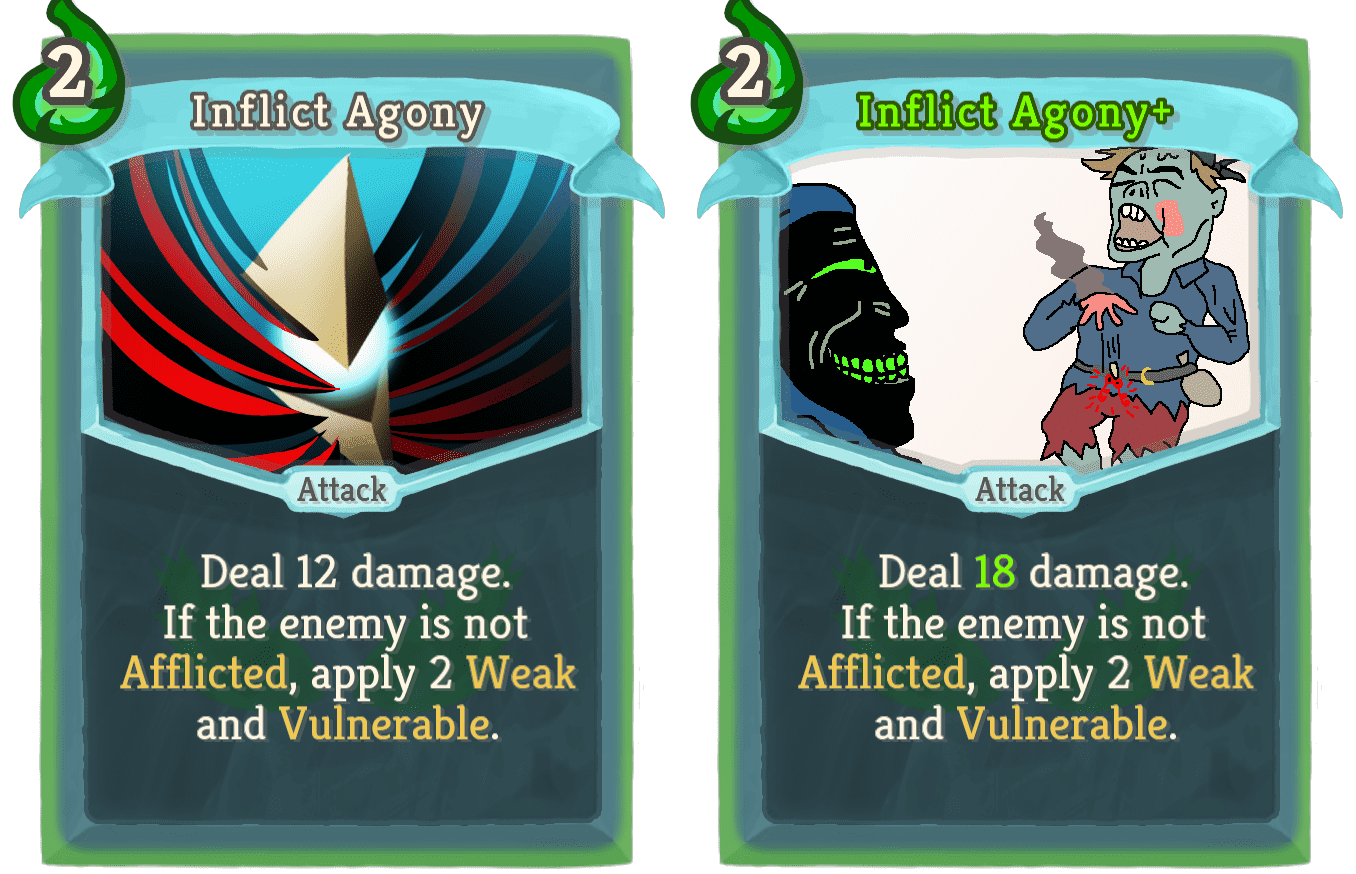 2
Inflict Agony
Attack
Deal 12 damage.
If the enemy is not
Afflicted, apply 2 Weak
and Vulnerable.
2
Inflict Agony+
Attack
Deal 18 damage.
If the enemy is not
Afflicted, apply 2 Weak
and Vulnerable.